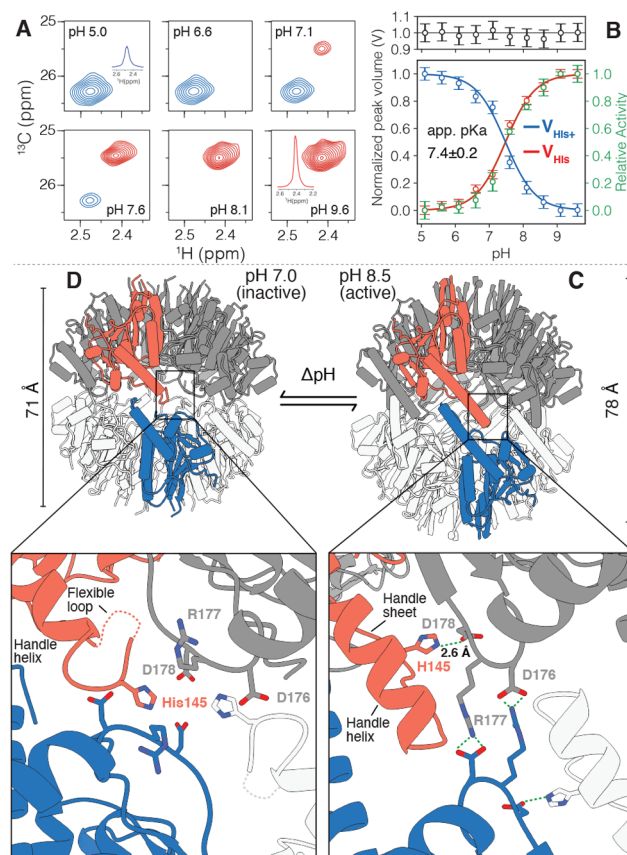 A
25
26
25
26
13C (ppm)
pH 5.0
2.6 2.4 2.2
1H(ppm)
pH 6.6
pH 7.1
pH 7.6
pH 8.1
pH 9.6
2.6 2.4 2.2
1H(ppm)
2.5 2.4 2.5 2.4 2.5 2.4
1H (ppm)
B
1.1
1.0
0.9
Normalized peak volume (V)
1.0
0.8
0.6
0.4
0.2
0.0
app. pKa
7.4±0.2
VHis+
VHis
1.0
0.8
0.6
0.4
0.2
0.0
Relative Activity
5 6 7 8 9
pH
D
pH 7.0
(inactive)
pH 8.5
(active)
C
71 Å
ΔpH
78 Å
Flexible
loop
Handle
helix
R177
D178
His145
D176
Handle
sheet
D178
2.6 Å
H145
D176
R177
Handle
helix